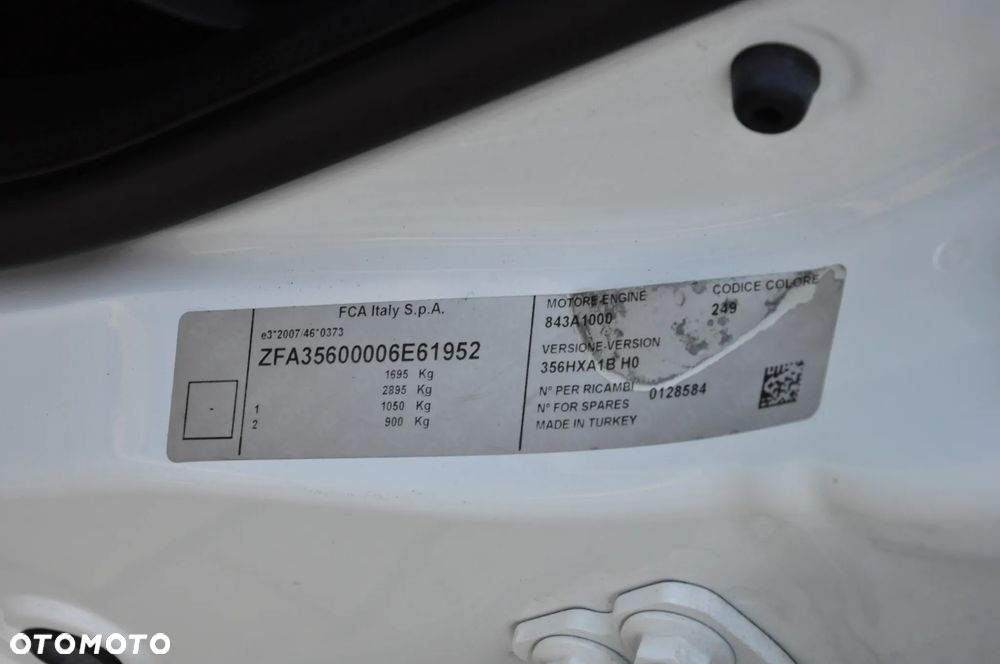 FCA Italy S.p.A.
e3*2007/46*0373
ZFA35600006E61952
1695 Kg
2895 Kg
1 1050 Kg
2 900 Kg
-
MOTORE-ENGINE
843A1000
CODICE COLORE
249
VERSIONE-VERSION
356HXA1B H0
N° PER RICAMBI
N° FOR SPARES
0128584
MADE IN TURKEY
OTOMOTO